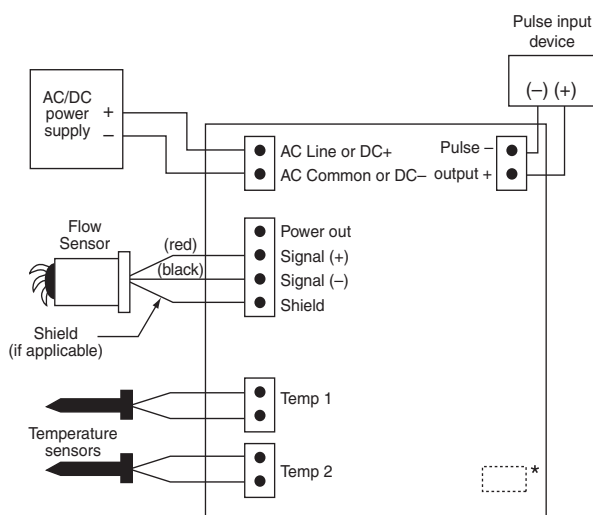 Pulse input
device
(–) (+)
AC/DC
power
supply
+
–
AC Line or DC+
AC Common or DC–
Pulse –
output +
Flow
Sensor
(red)
(black)
Power out
Signal (+)
Signal (–)
Shield
Shield
(if applicable)
Temp 1
Temperature
sensors
Temp 2
*